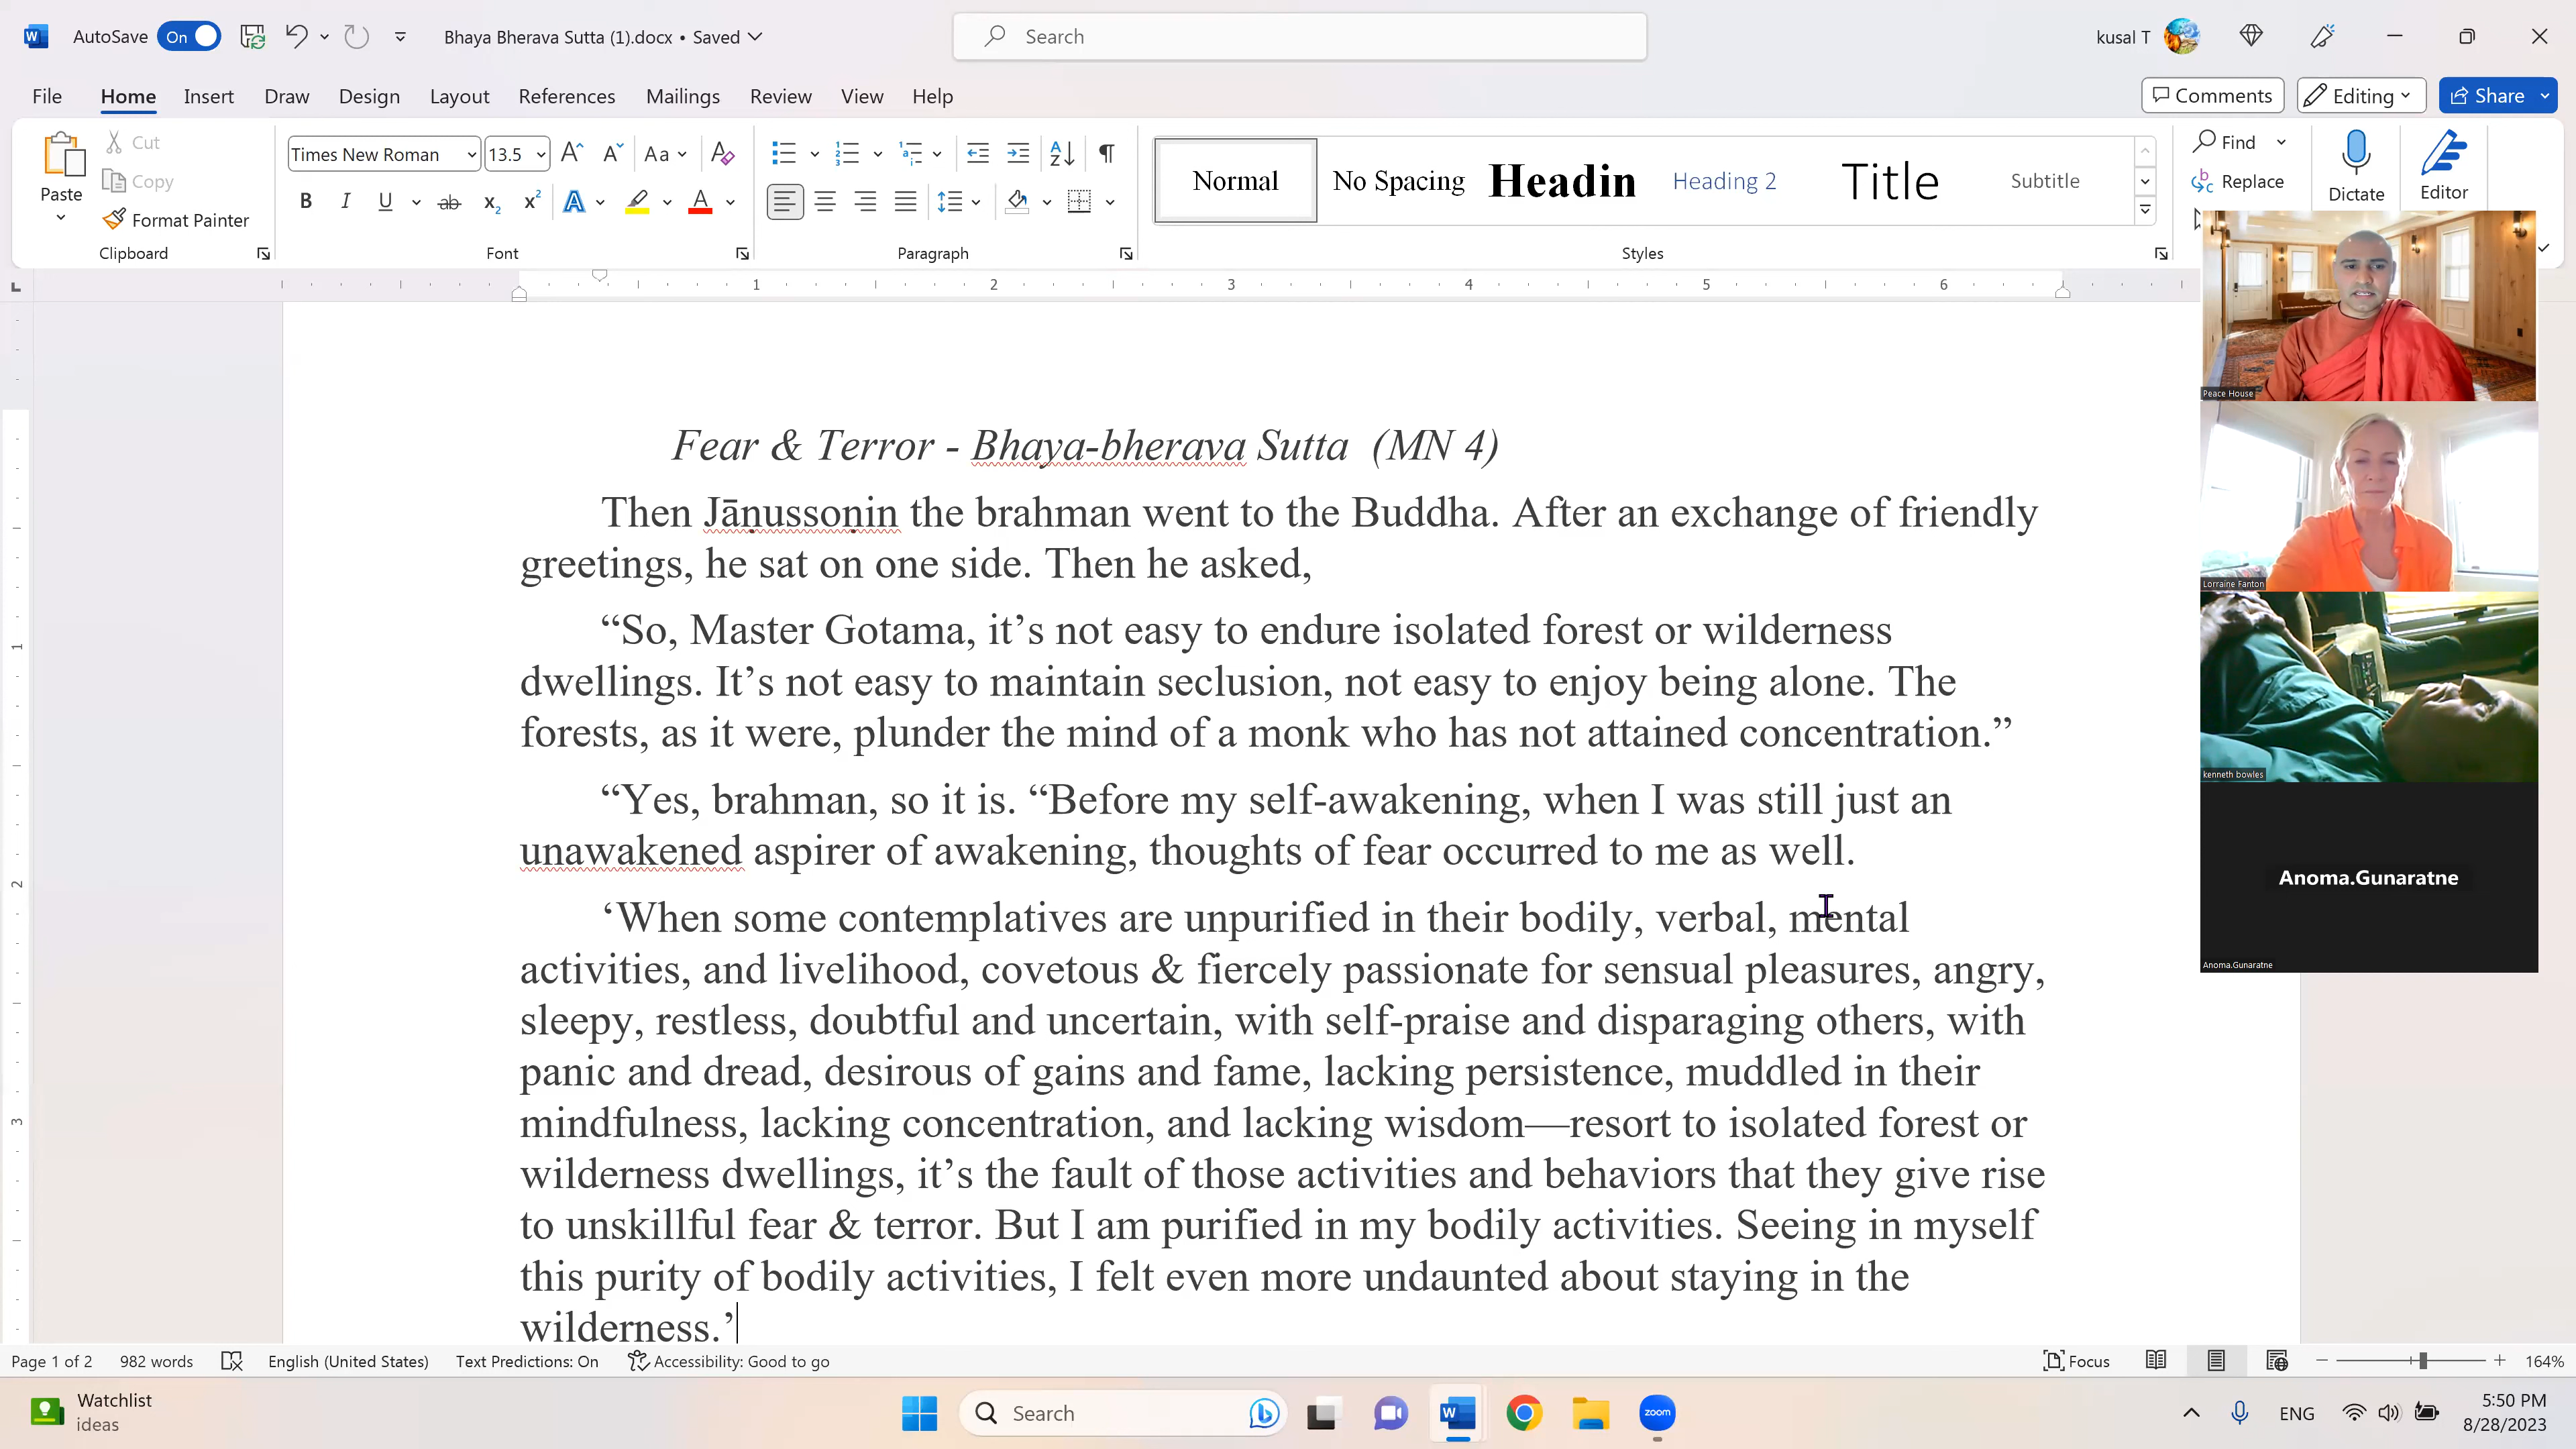 AutoSave On Bhaya Bherava Sutta (1).docx • Saved Search kusal T
File Home Insert Draw Design Layout References Mailings Review View Help Comments Editing Share
Paste Cut Copy Format Painter Clipboard
Times New Roman 13.5 Font
Paragraph
Normal No Spacing Headin Heading 2 Title Subtitle Styles
Find Replace Dictate Editor
1 2 3 4 5 6
Fear & Terror - Bhaya-bherava Sutta (MN 4)
Then Jānussonin the brahman went to the Buddha. After an exchange of friendly
greetings, he sat on one side. Then he asked,
“So, Master Gotama, it’s not easy to endure isolated forest or wilderness
dwellings. It’s not easy to maintain seclusion, not easy to enjoy being alone. The
forests, as it were, plunder the mind of a monk who has not attained concentration.”
“Yes, brahman, so it is. “Before my self-awakening, when I was still just an
unawakened aspirer of awakening, thoughts of fear occurred to me as well.
‘When some contemplatives are unpurified in their bodily, verbal, mental
activities, and livelihood, covetous & fiercely passionate for sensual pleasures, angry,
sleepy, restless, doubtful and uncertain, with self-praise and disparaging others, with
panic and dread, desirous of gains and fame, lacking persistence, muddled in their
mindfulness, lacking concentration, and lacking wisdom—resort to isolated forest or
wilderness dwellings, it’s the fault of those activities and behaviors that they give rise
to unskillful fear & terror. But I am purified in my bodily activities. Seeing in myself
this purity of bodily activities, I felt even more undaunted about staying in the
wilderness.’
Peace House
Lorraine Fanton
kenneth bowles
Anoma.Gunaratne
Anoma.Gunaratne
1
2
3
Page 1 of 2 982 words English (United States) Text Predictions: On Accessibility: Good to go Focus 164%
Watchlist
ideas
Search
zoom
ENG
5:50 PM
8/28/2023